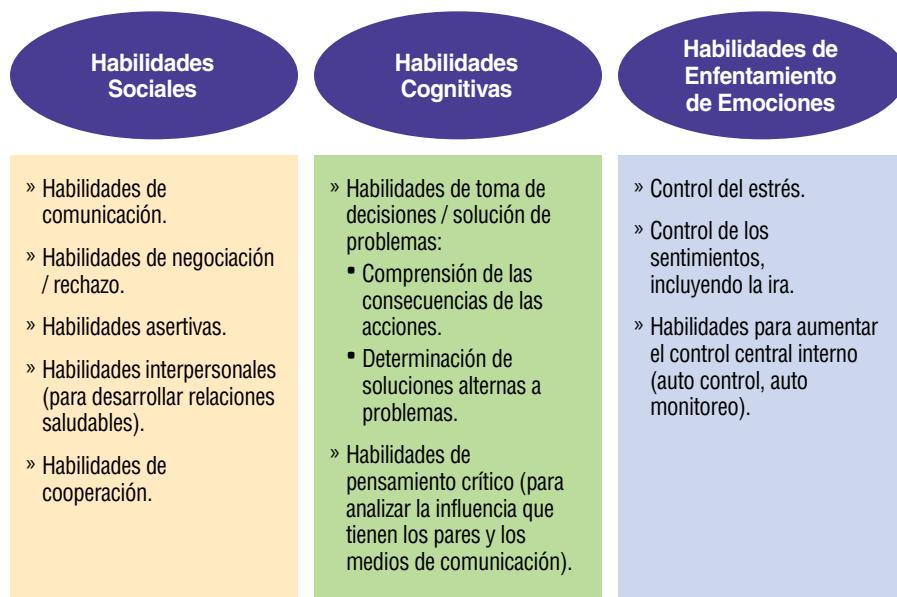 Habilidades
Sociales
» Habilidades de
comunicación.
» Habilidades de negociación
/ rechazo.
» Habilidades asertivas.
» Habilidades interpersonales
(para desarrollar relaciones
saludables).
» Habilidades de
cooperación.
Habilidades
Cognitivas
» Habilidades de toma de
decisiones / solución de
problemas:
▪ Comprensión de las
consecuencias de las
acciones.
▪ Determinación de
soluciones alternas a
problemas.
» Habilidades de
pensamiento crítico (para
analizar la influencia que
tienen los pares y los
medios de comunicación).
Habilidades de
Enfentamiento
de Emociones
» Control del estrés.
» Control de los
sentimientos,
incluyendo la ira.
» Habilidades para aumentar
el control central interno
(auto control, auto
monitoreo).